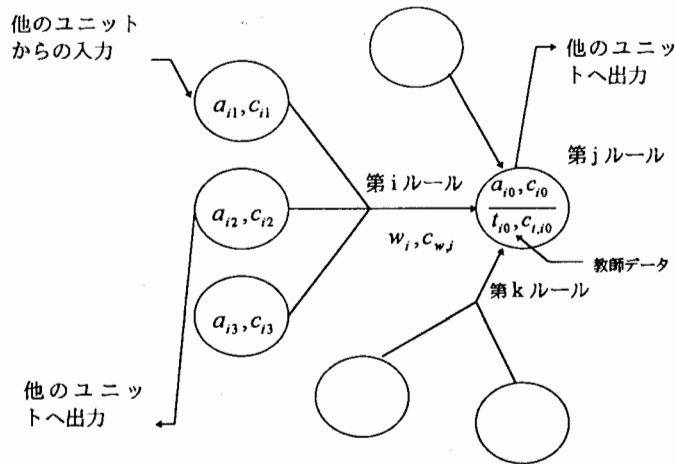 他のユニット
からの入力
他のユニッ
トへ出力
a_{i1},c_{i1}
第jルール
第iルール
a_{i0},c_{i0}
a_{i2},c_{i2}
t_{i0},c_{t,i0}
w_i,c_{w,i}
教師データ
第kルール
a_{i3},c_{i3}
他のユニッ
トへ出力